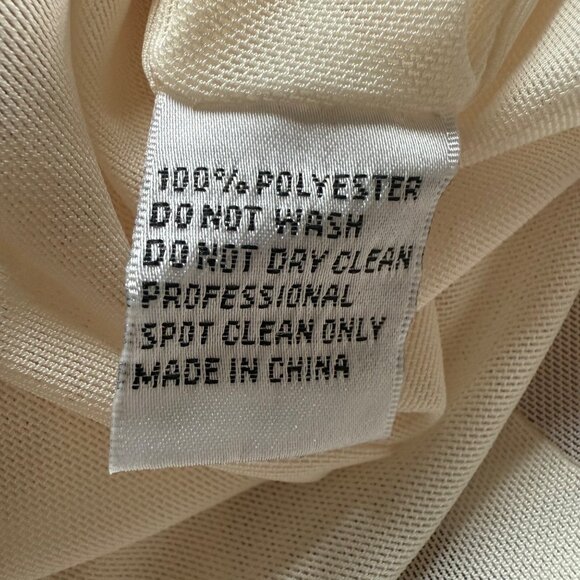 100% POLYESTER
DO NOT WASH
DO NOT DRY CLEAN
PROFESSIONAL
SPOT CLEAN ONLY
MADE IN CHINA